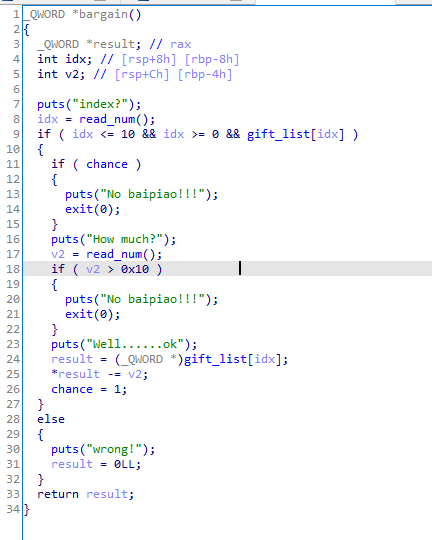 1 _QWORD *bargain()
2 {
3   _QWORD *result; // rax
4   int idx; // [rsp+8h] [rbp-8h]
5   int v2; // [rsp+Ch] [rbp-4h]
6
7   puts("index?");
8   idx = read_num();
9   if ( idx <= 10 && idx >= 0 && gift_list[idx] )
10   {
11     if ( chance )
12     {
13       puts("No baipiao!!!");
14       exit(0);
15     }
16     puts("How much?");
17     v2 = read_num();
18     if ( v2 > 0x10 )
19     {
20       puts("No baipiao!!!");
21       exit(0);
22     }
23     puts("Well......ok");
24     result = (_QWORD *)gift_list[idx];
25     *result -= v2;
26     chance = 1;
27   }
28   else
29   {
30     puts("wrong!");
31     result = 0LL;
32   }
33   return result;
34 }